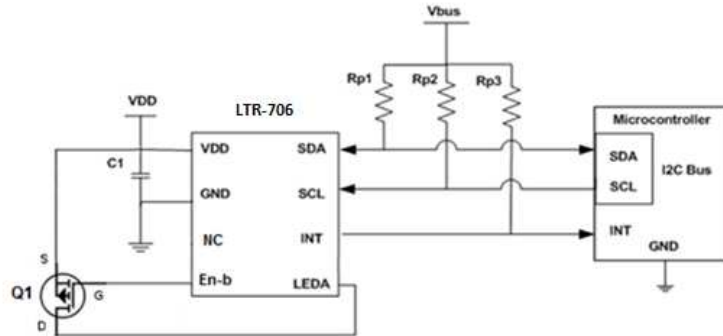 Vbus
Rp1 Rp2 Rp3
VDD
LTR-706
Microcontroller
C1
VDD SDA
SDA
I2C Bus
GND SCL
SCL
NC INT
INT
GND
S
En-b LEDA
Q1
G
D